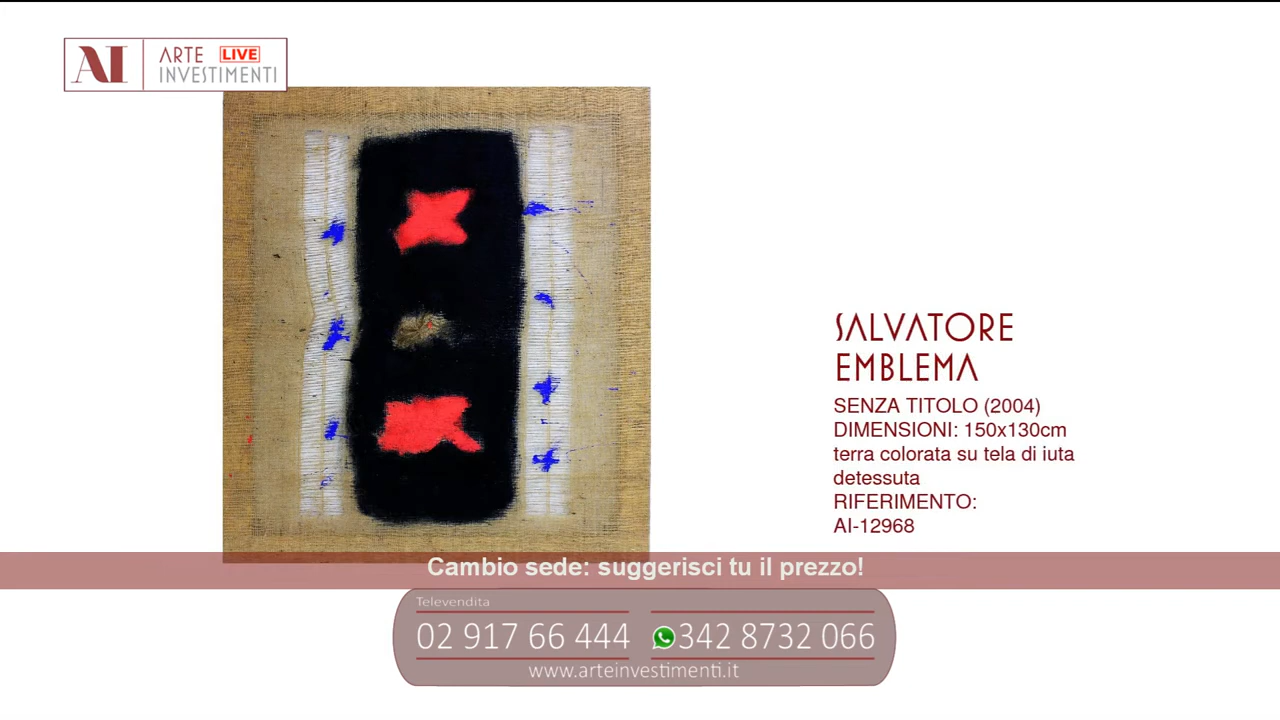 AI
ARTE LIVE
INVESTIMENTI
SALVATORE
EMBLEMA
SENZA TITOLO (2004)
DIMENSIONI: 150x130cm
terra colorata su tela di iuta
detessuta
RIFERIMENTO:
AI-12968
Cambio sede: suggerisci tu il prezzo!
Televendita
02 917 66 444 342 8732 066
www.arteinvestimenti.it